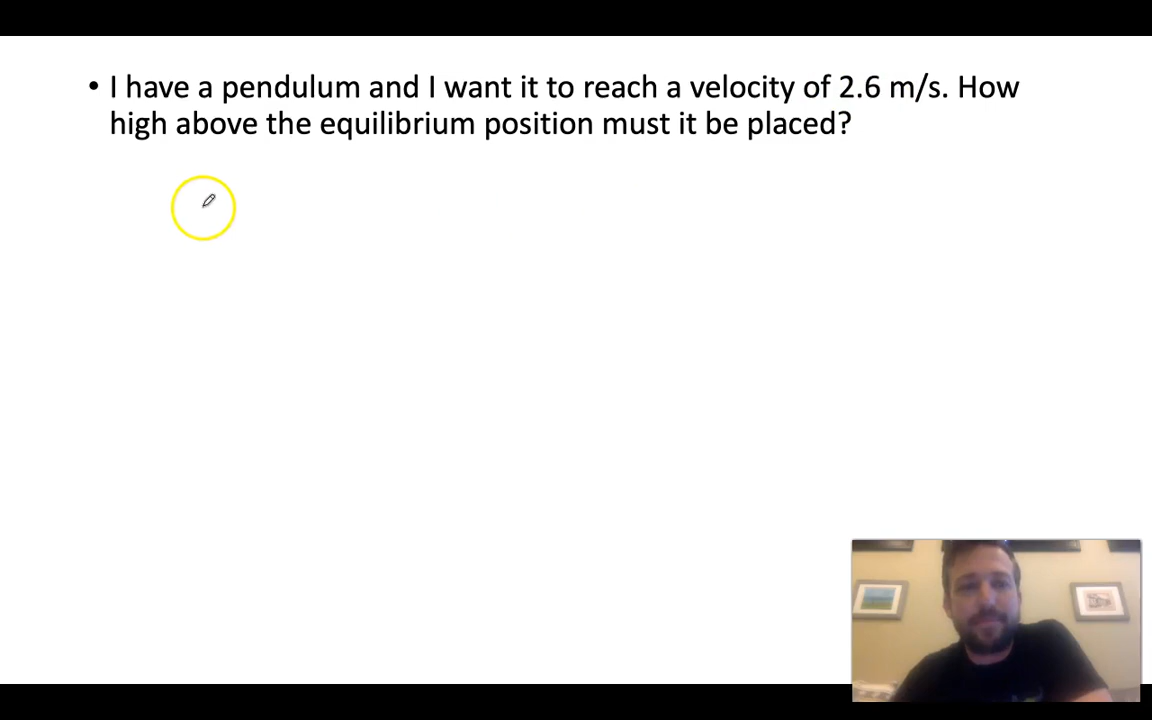 • I have a pendulum and I want it to reach a velocity of 2.6 m/s. How
high above the equilibrium position must it be placed?